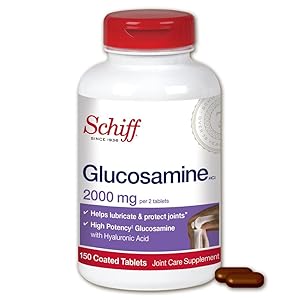 Schiff
SINCE 1936
Glucosamine HCl
2000 mg per 2 tablets
✓ Helps lubricate & protect joints*
✓ High Potency Glucosamine
with Hyaluronic Acid
150 Coated Tablets Joint Care Supplement